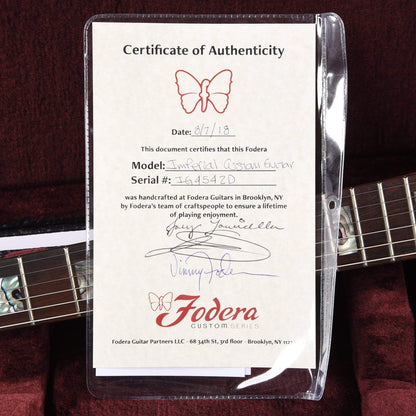 Certificate of Authenticity
Date: 8/7/18
This document certifies that this Fodera
Model: Imperial Custom Guitar
Serial #: IG4542D
was handcrafted at Fodera Guitars in Brooklyn, NY
by Fodera's team of craftspeople to ensure a lifetime
of playing enjoyment.
Fodera
CUSTOM SERIES
Fodera Guitar Partners LLC - 68 34th St, 3rd floor - Brooklyn, NY